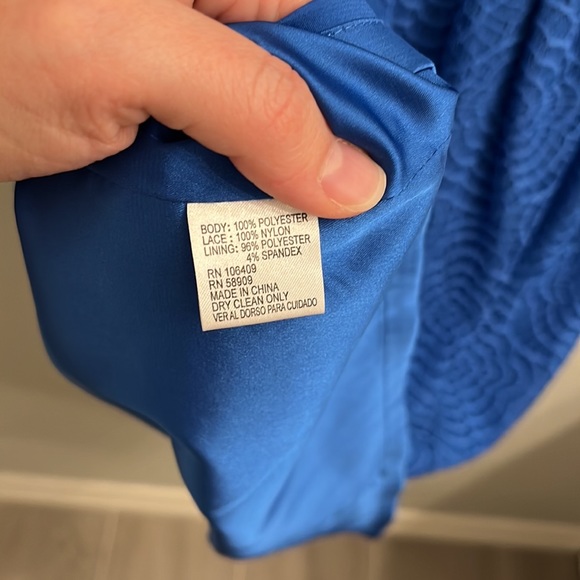 BODY: 100% POLYESTER
LACE : 100% NYLON
LINING: 96% POLYESTER
4% SPANDEX
RN 106409
RN 58909
MADE IN CHINA
DRY CLEAN ONLY
VER AL DORSO PARA CUIDADO